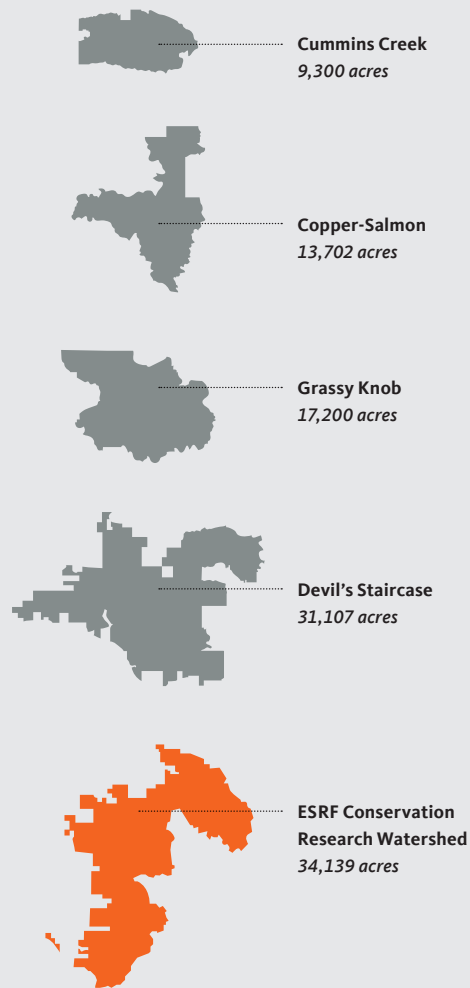 Cummins Creek
9,300 acres
Copper-Salmon
13,702 acres
Grassy Knob
17,200 acres
Devil’s Staircase
31,107 acres
ESRF Conservation
Research Watershed
34,139 acres